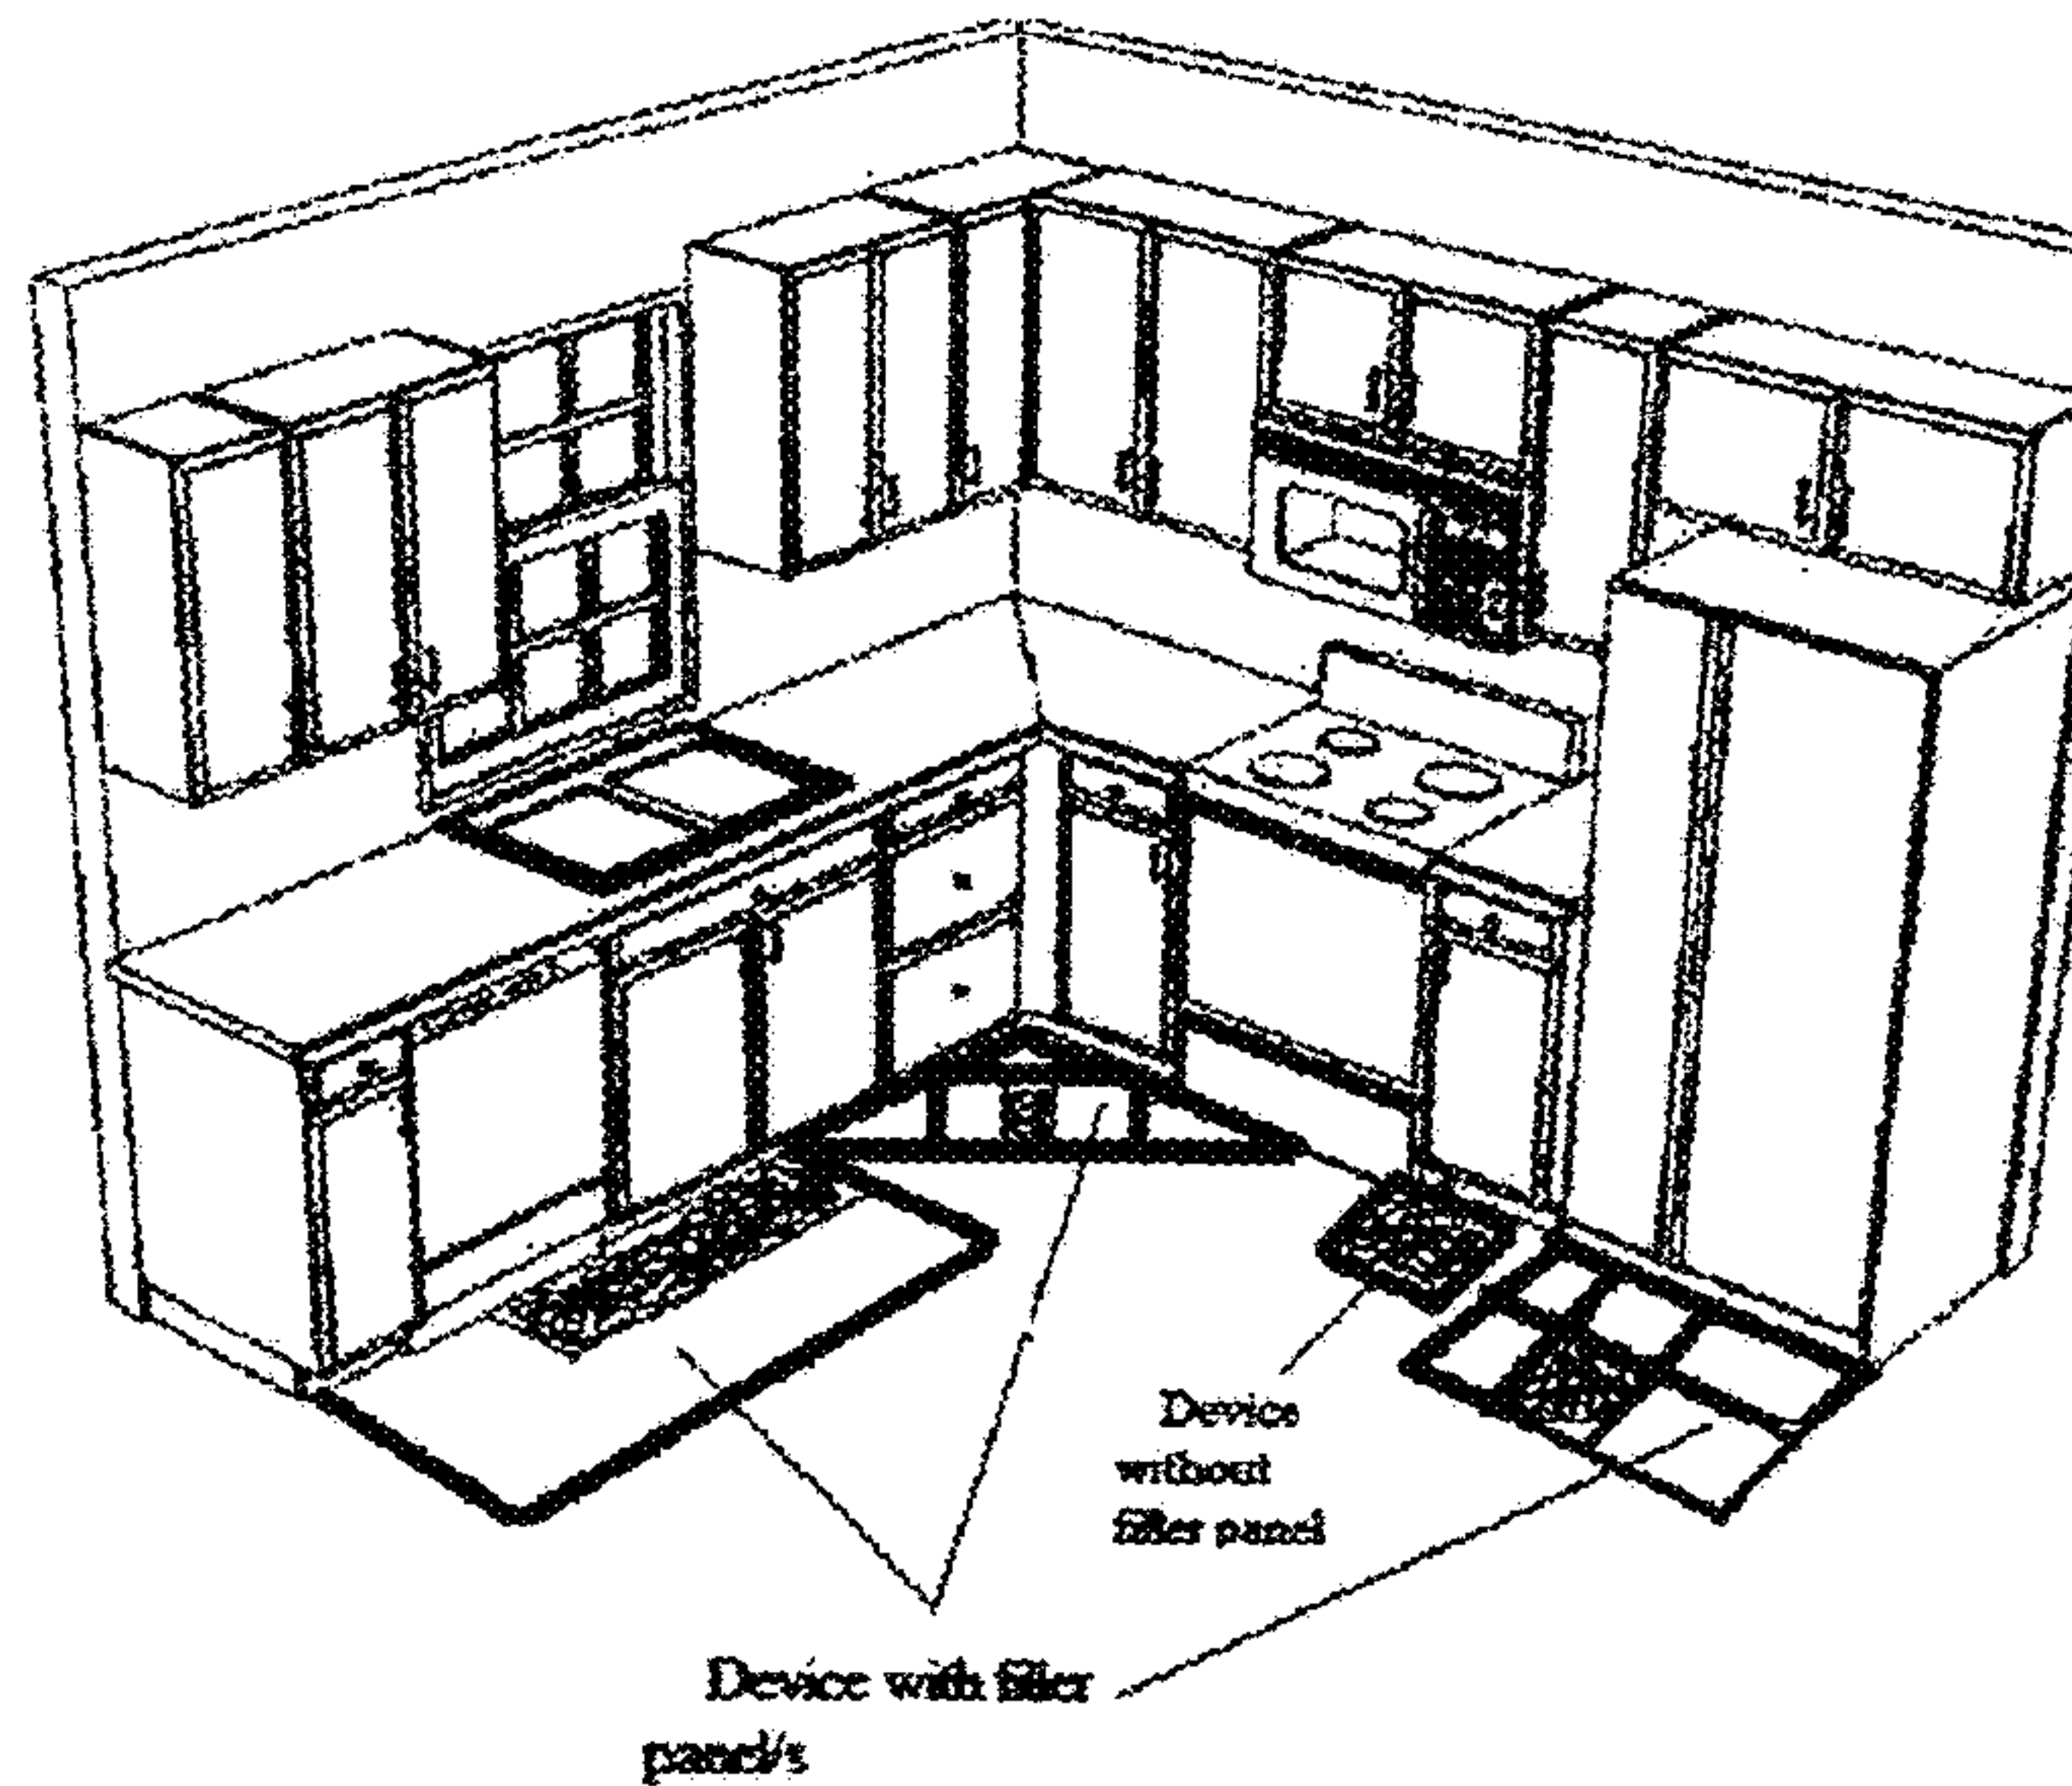 Device
without
filler panel
Device with filler
panel/s